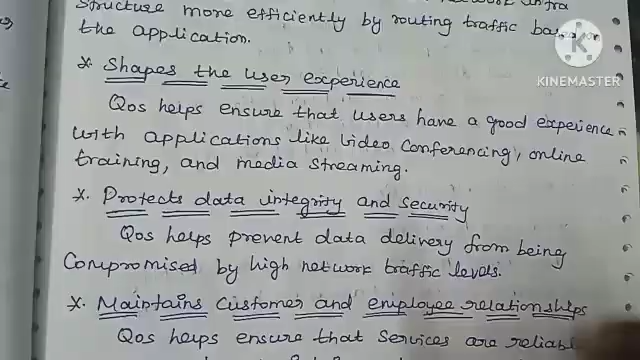 structure more efficiently by routing traffic based on
the application.
* Shapes the user experience
Qos helps ensure that users have a good experience
with applications like video conferencing, online
training, and media streaming.
* Protects data integrity and security
Qos helps prevent data delivery from being
compromised by high network traffic levels.
* Maintains customer and employee relationships
Qos helps ensure that services are reliable
KINEMASTER